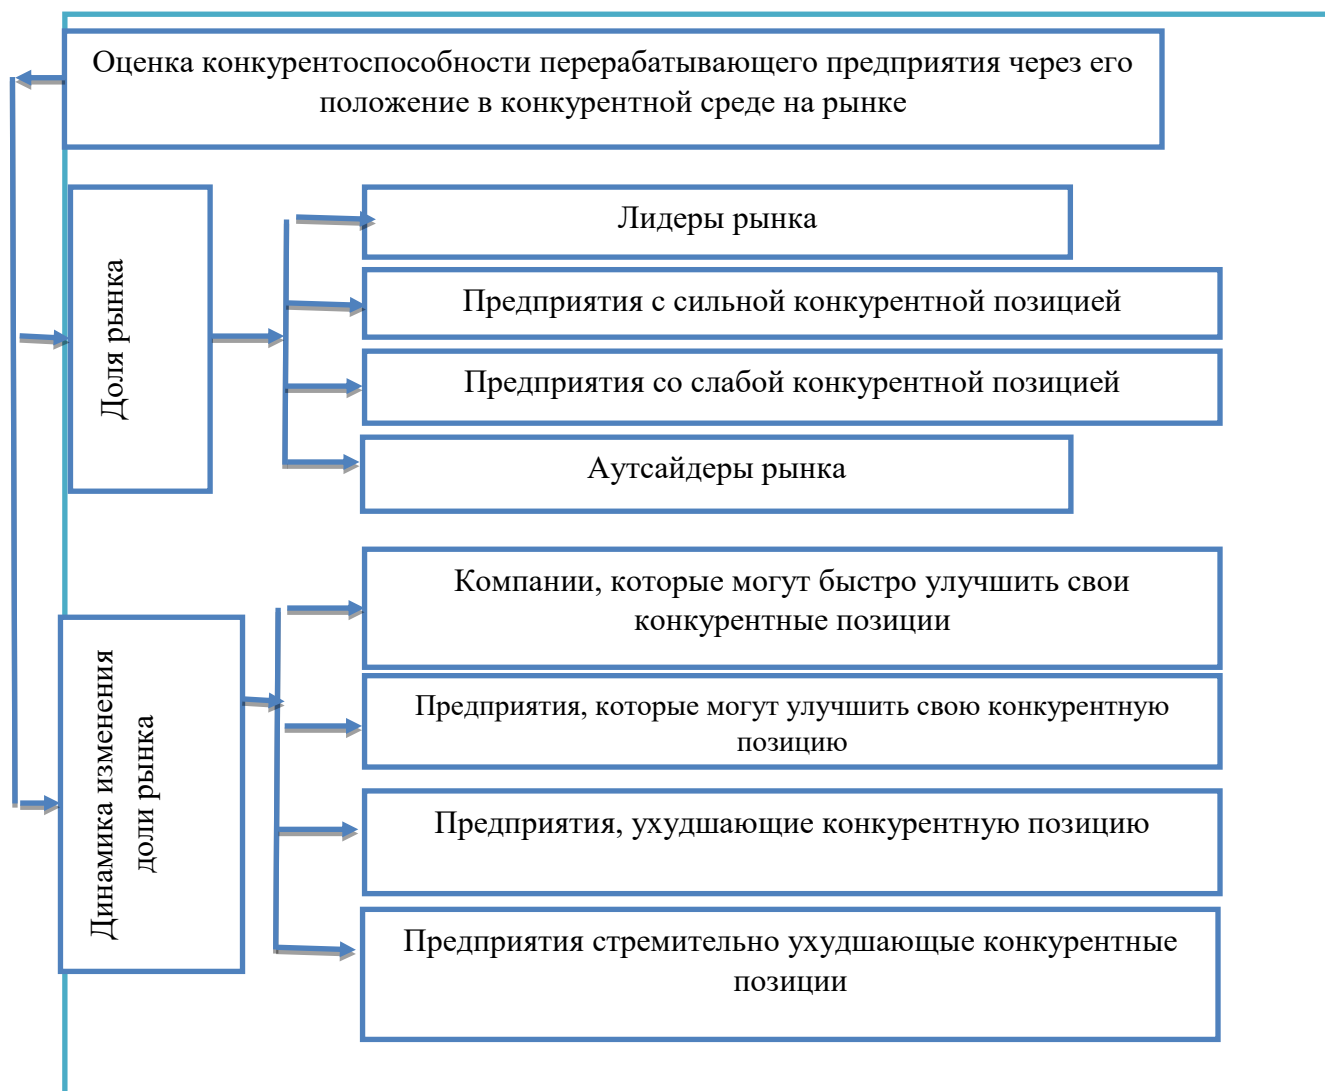 Оценка конкурентоспособности перерабатывающего предприятия через его
положение в конкурентной среде на рынке
Доля рынка
Лидеры рынка
Предприятия с сильной конкурентной позицией
Предприятия со слабой конкурентной позицией
Аутсайдеры рынка
Динамика изменения
доли рынка
Компании, которые могут быстро улучшить свои
конкурентные позиции
Предприятия, которые могут улучшить свою конкурентную
позицию
Предприятия, ухудшающие конкурентную позицию
Предприятия стремительно ухудшающые конкурентные
позиции